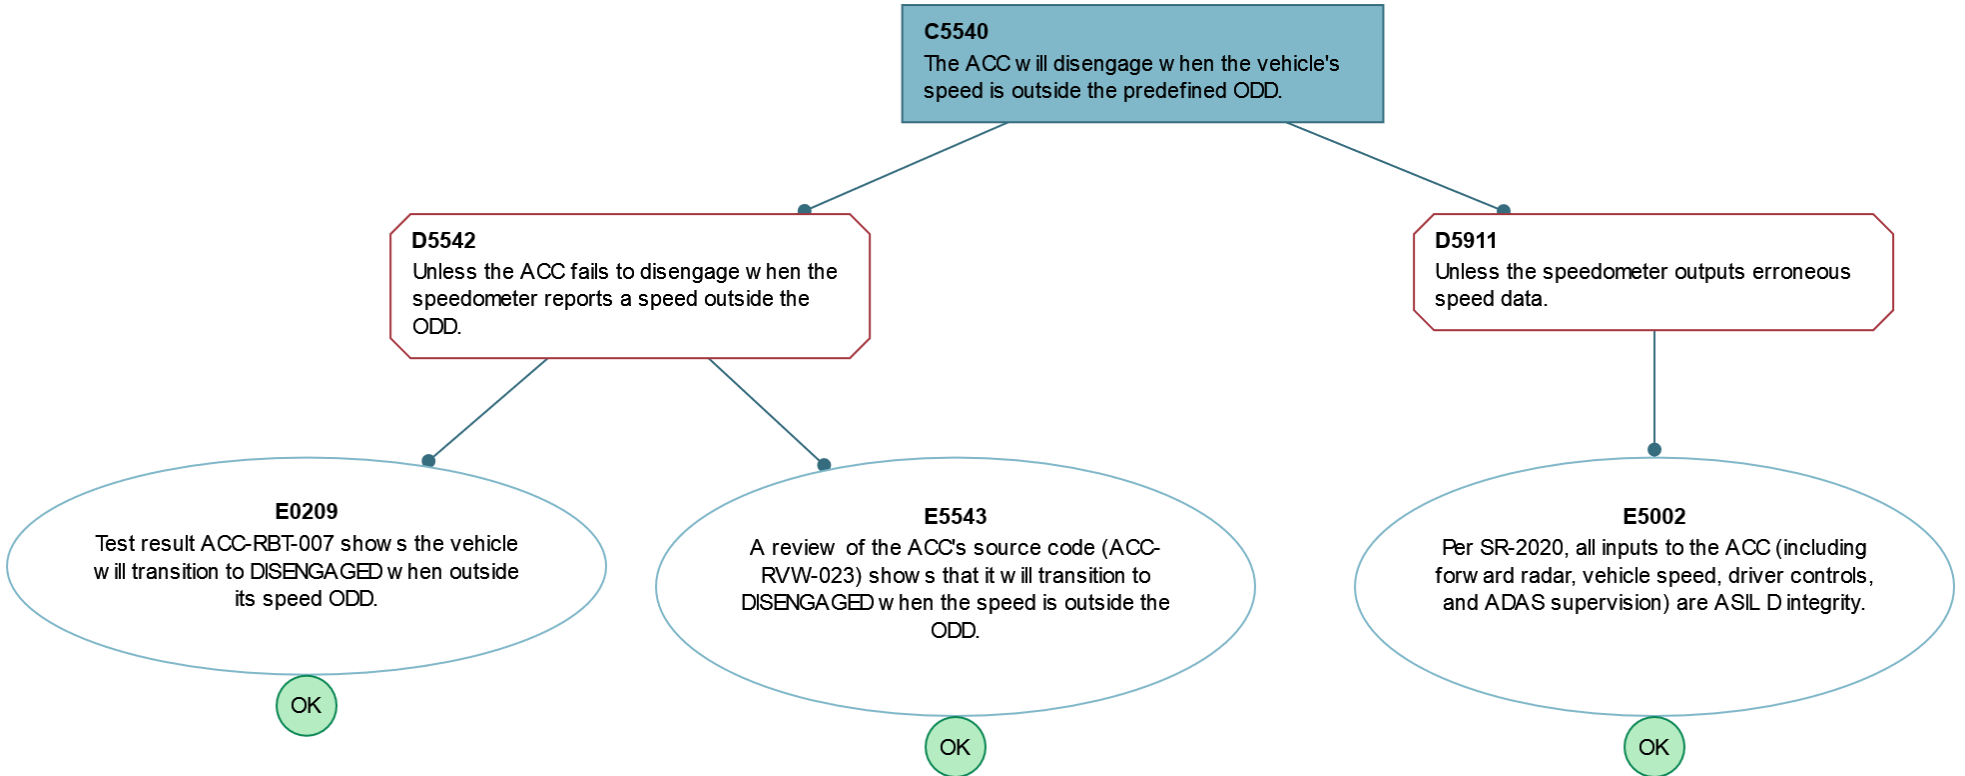 C5540
The ACC will disengage when the vehicle's
speed is outside the predefined ODD.
D5542
Unless the ACC fails to disengage when the
speedometer reports a speed outside the
ODD.
D5911
Unless the speedometer outputs erroneous
speed data.
E0209
Test result ACC-RBT-007 shows the vehicle
will transition to DISENGAGED when outside
its speed ODD.
OK
E5543
A review of the ACC's source code (ACC-
RVW-023) shows that it will transition to
DISENGAGED when the speed is outside the
ODD.
OK
E5002
Per SR-2020, all inputs to the ACC (including
forward radar, vehicle speed, driver controls,
and ADAS supervision) are ASIL D integrity.
OK